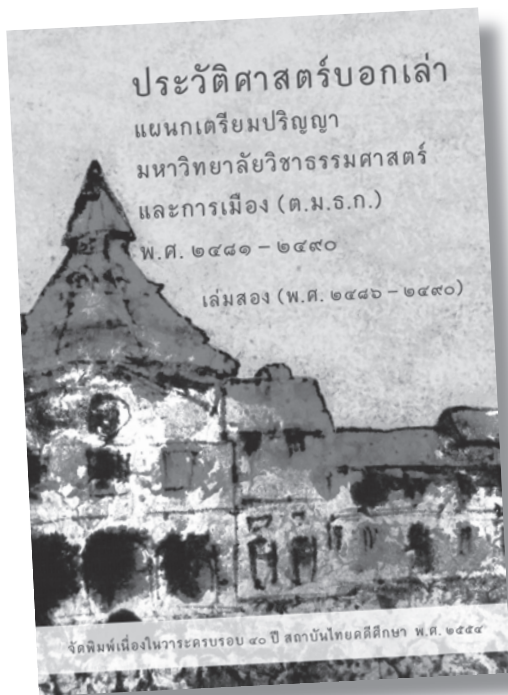 ประวัติศาสตร์บอกเล่า
แผนกเตรียมปริญญา
มหาวิทยาลัยวิชาธรรมศาสตร์
และการเมือง (ต.ม.ธ.ก.)
พ.ศ. ๒๔๘๑ – ๒๔๙๐
เล่มสอง (พ.ศ. ๒๔๘๖ – ๒๔๙๐)
จัดพิมพ์เนื่องในวาระครบรอบ ๔๐ ปี สถาบันไทยคดีศึกษา พ.ศ. ๒๕๕๔